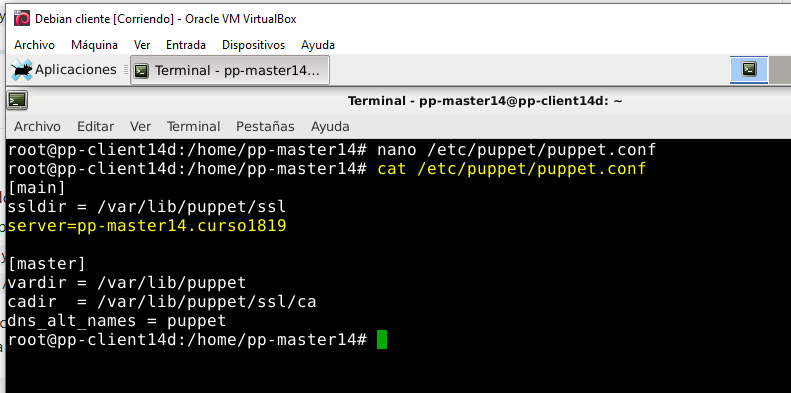 Debian cliente [Corriendo] - Oracle VM VirtualBox
Archivo Máquina Ver Entrada Dispositivos Ayuda
Aplicaciones Terminal - pp-master14...
Terminal - pp-master14@pp-client14d: ~
Archivo Editar Ver Terminal Pestañas Ayuda
root@pp-client14d:/home/pp-master14# nano /etc/puppet/puppet.conf
root@pp-client14d:/home/pp-master14# cat /etc/puppet/puppet.conf
[main]
ssldir = /var/lib/puppet/ssl
server=pp-master14.curso1819
[master]
vardir = /var/lib/puppet
cadir  = /var/lib/puppet/ssl/ca
dns_alt_names = puppet
root@pp-client14d:/home/pp-master14#